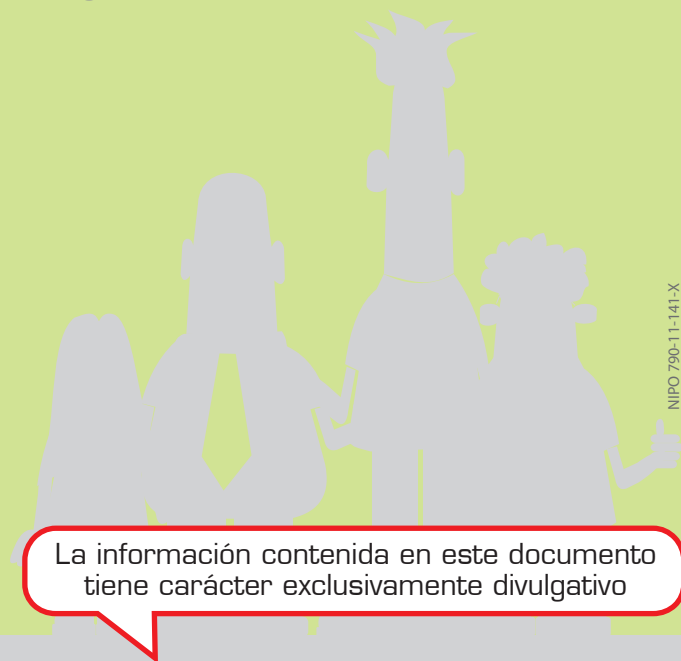 NIPO 790-11-141-X
La información contenida en este documento
tiene carácter exclusivamente divulgativo